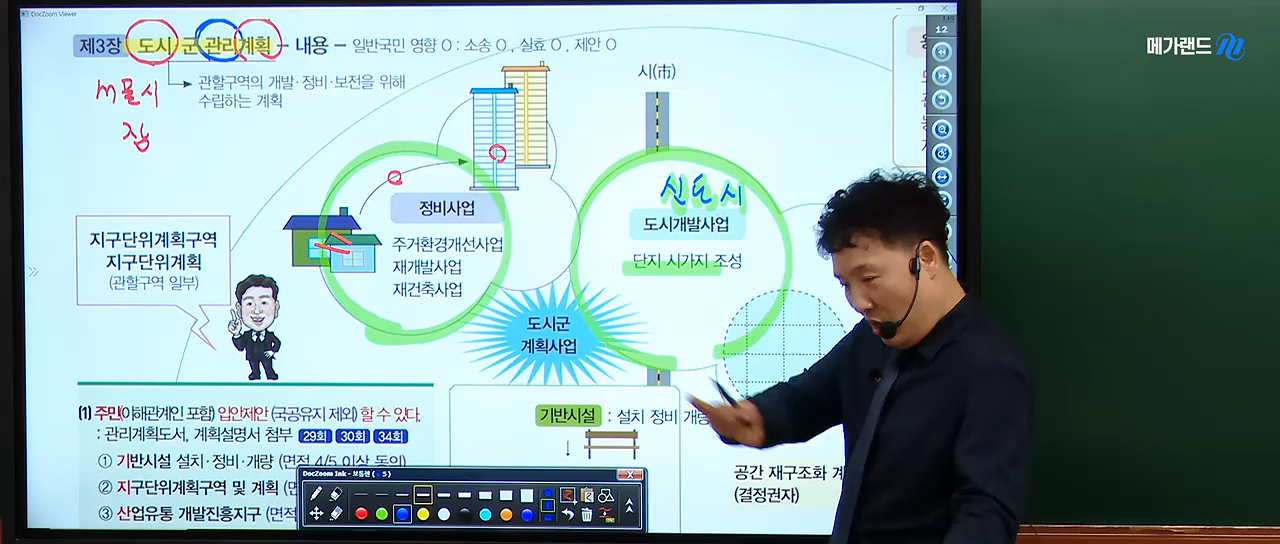 DocZoom Viewer
제3장 도시·군 관리계획 - 내용 - 일반국민 영향 O : 소송 O , 실효 O , 제안 O
관할구역의 개발·정비·보전을 위해
수립하는 계획
시(市)
12
메가랜드
신도시
정비사업
도시개발사업
주거환경개선사업
재개발사업
재건축사업
단지 시가지 조성
지구단위계획구역
지구단위계획
(관할구역 일부)
도시군
계획사업
(1) 주민(이해관계인 포함) 입안제안 (국공유지 제외) 할 수 있다.
: 관리계획도서, 계획설명서 첨부 29회 30회 34회
① 기반시설 설치·정비·개량 (면적 4/5 이상 동의)
② 지구단위계획구역 및 계획 (면
③ 산업유통 개발진흥지구 (면적
기반시설 : 설치 정비 개량
공간 재구조화 계
(결정권자)